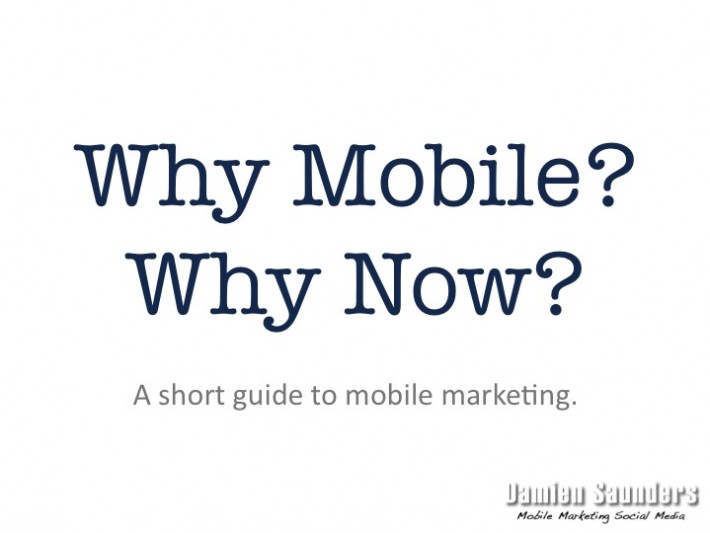 Why Mobile?
Why Now?
A short guide to mobile marketing.
Damien Saunders
Mobile Marketing Social Media